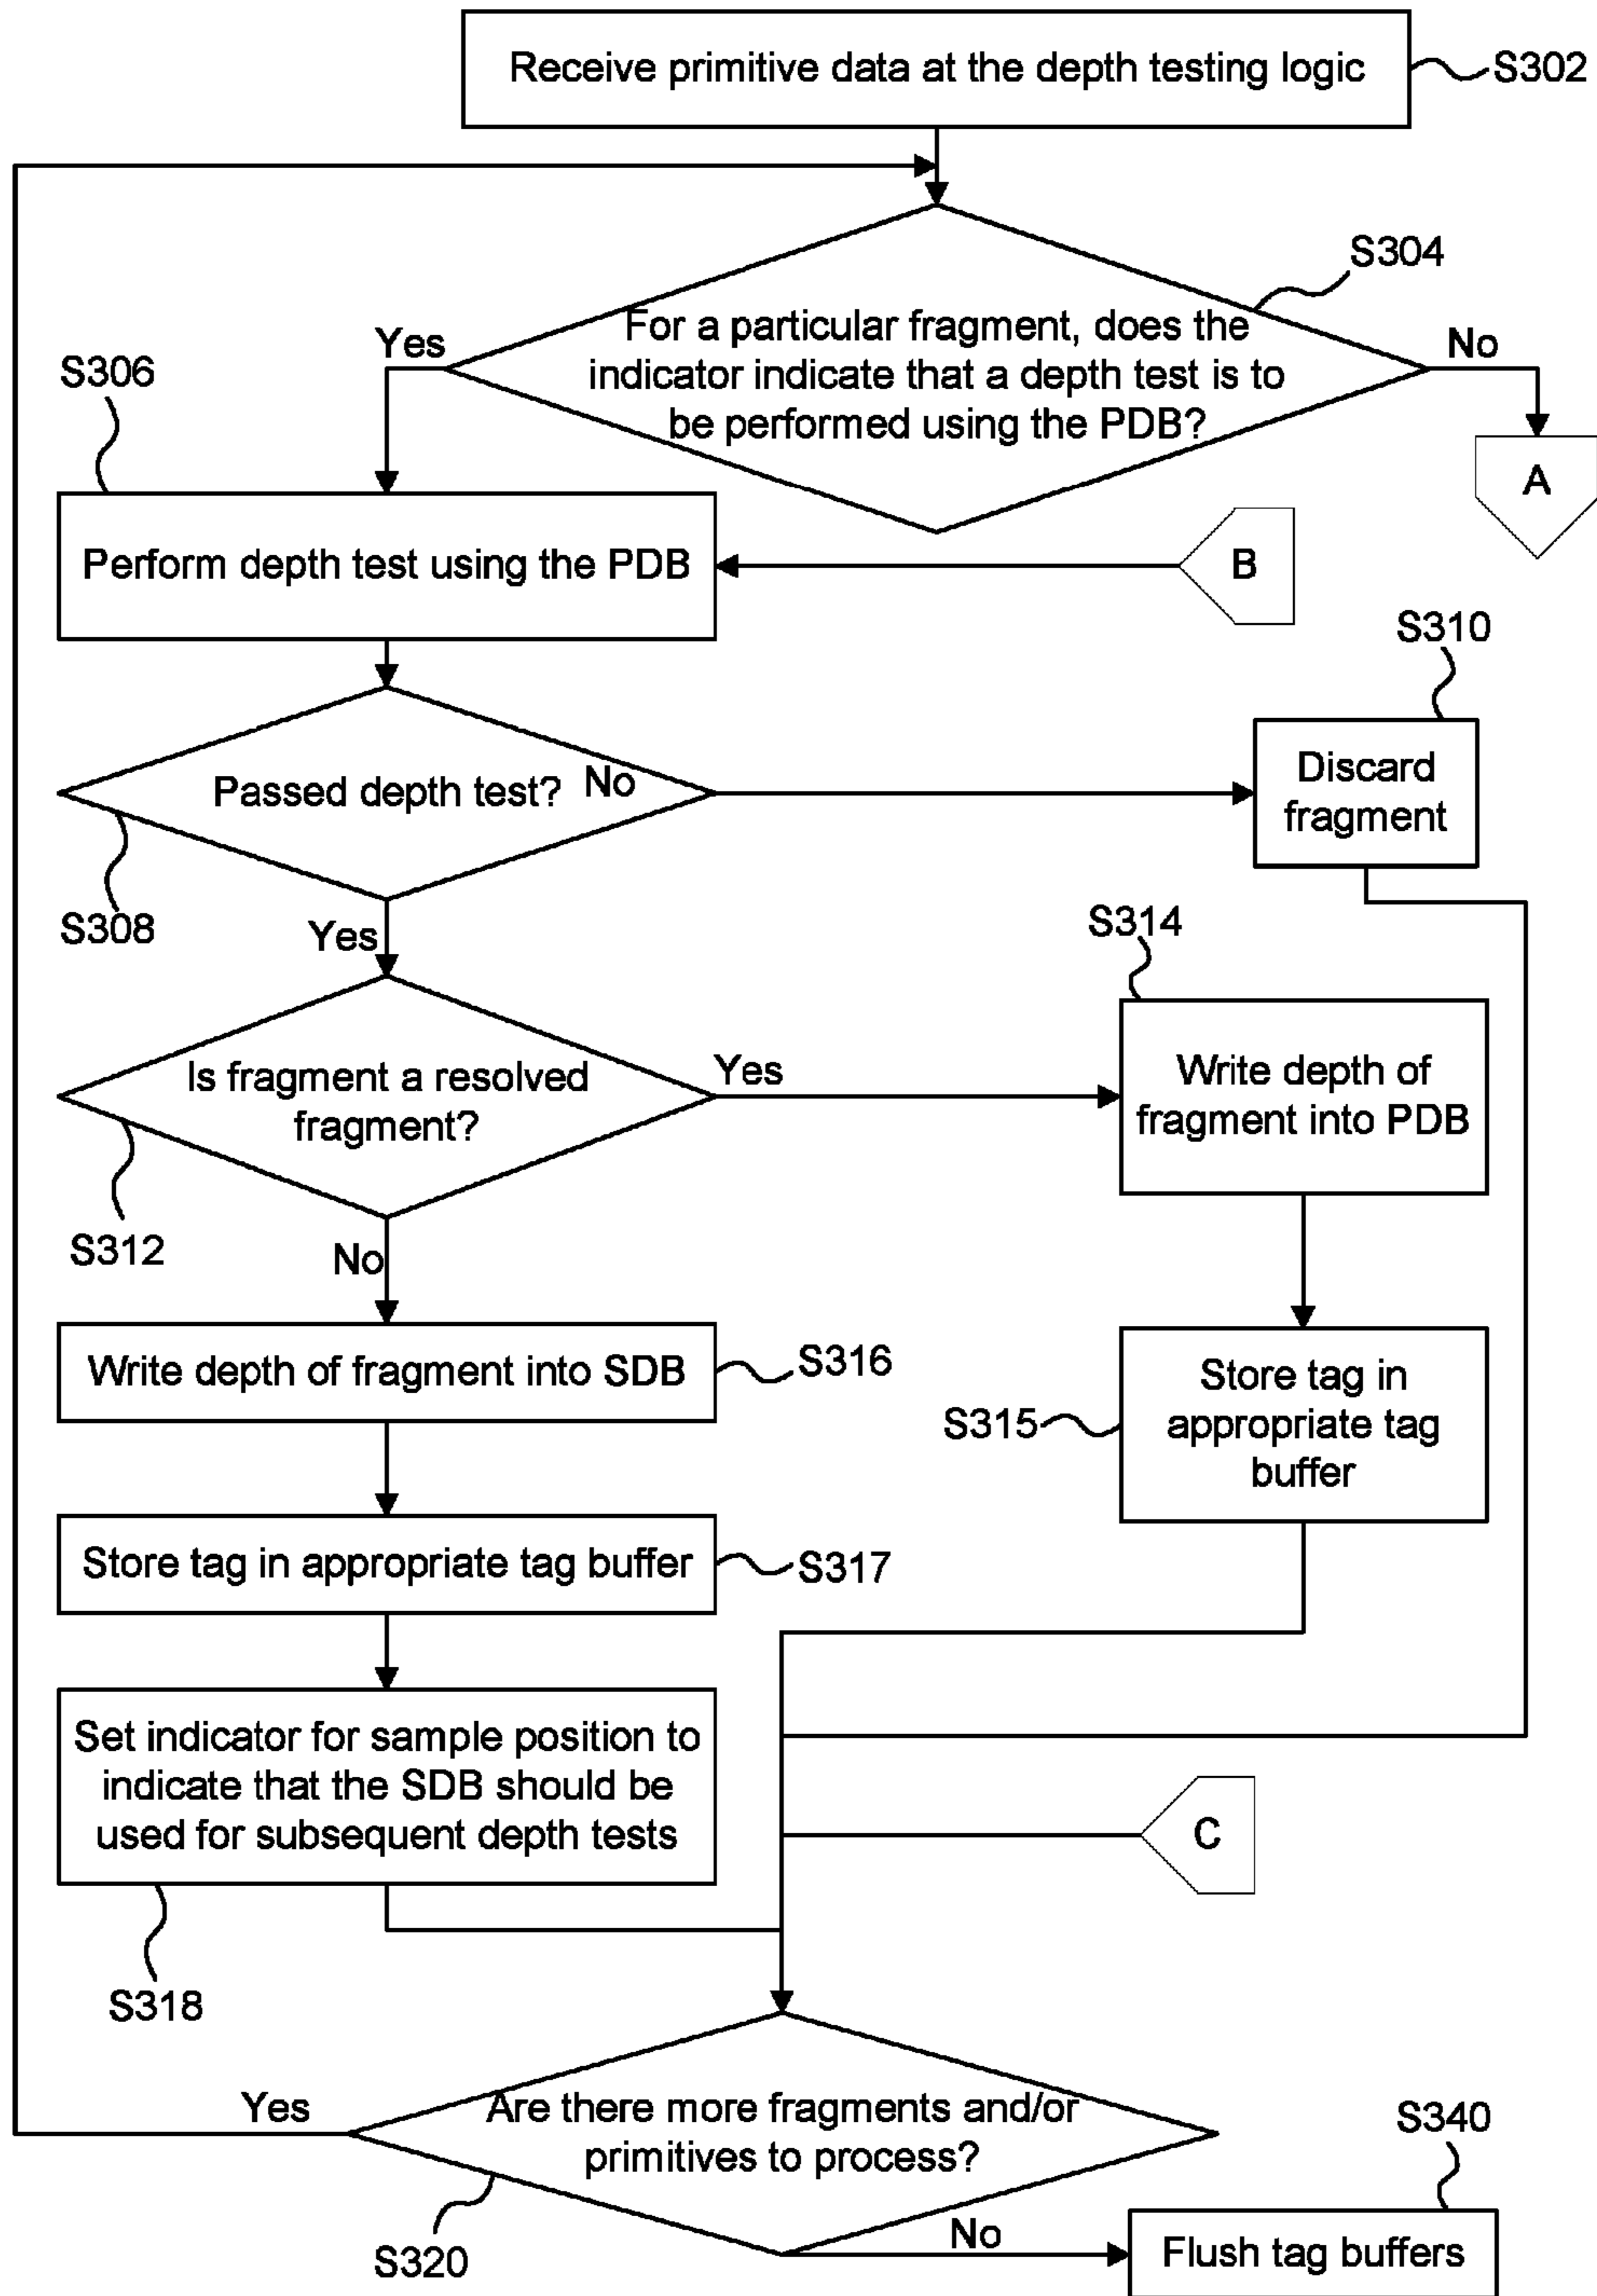 Receive primitive data at the depth testing logic
S302
S304
For a particular fragment, does the
indicator indicate that a depth test is to
be performed using the PDB?
Yes
No
S306
A
Perform depth test using the PDB
B
S310
Passed depth test?
No
Discard
fragment
S308
Yes
S314
Is fragment a resolved
fragment?
Yes
Write depth of
fragment into PDB
S312
No
Write depth of fragment into SDB
S316
Store tag in
appropriate tag
buffer
S315
Store tag in appropriate tag buffer
S317
Set indicator for sample position to
indicate that the SDB should be
used for subsequent depth tests
C
S318
Are there more fragments and/or
primitives to process?
Yes
S340
S320
No
Flush tag buffers